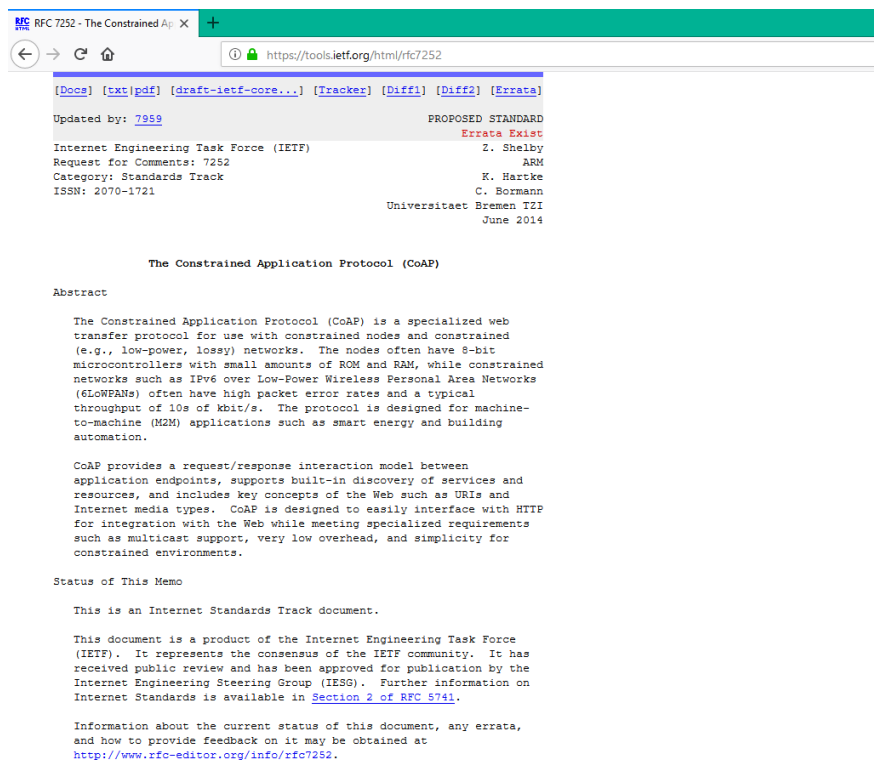 RFC HTML RFC 7252 - The Constrained Ap
https://tools.ietf.org/html/rfc7252
[Docs] [txt|pdf] [draft-ietf-core...] [Tracker] [Diff1] [Diff2] [Errata]
Updated by: 7959 PROPOSED STANDARD
Errata Exist
Internet Engineering Task Force (IETF) Z. Shelby
Request for Comments: 7252 ARM
Category: Standards Track K. Hartke
ISSN: 2070-1721 C. Bormann
Universitaet Bremen TZI
June 2014
The Constrained Application Protocol (CoAP)
Abstract
The Constrained Application Protocol (CoAP) is a specialized web
transfer protocol for use with constrained nodes and constrained
(e.g., low-power, lossy) networks. The nodes often have 8-bit
microcontrollers with small amounts of ROM and RAM, while constrained
networks such as IPv6 over Low-Power Wireless Personal Area Networks
(6LoWPANs) often have high packet error rates and a typical
throughput of 10s of kbit/s. The protocol is designed for machine-
to-machine (M2M) applications such as smart energy and building
automation.
CoAP provides a request/response interaction model between
application endpoints, supports built-in discovery of services and
resources, and includes key concepts of the Web such as URIs and
Internet media types. CoAP is designed to easily interface with HTTP
for integration with the Web while meeting specialized requirements
such as multicast support, very low overhead, and simplicity for
constrained environments.
Status of This Memo
This is an Internet Standards Track document.
This document is a product of the Internet Engineering Task Force
(IETF). It represents the consensus of the IETF community. It has
received public review and has been approved for publication by the
Internet Engineering Steering Group (IESG). Further information on
Internet Standards is available in Section 2 of RFC 5741.
Information about the current status of this document, any errata,
and how to provide feedback on it may be obtained at
http://www.rfc-editor.org/info/rfc7252.